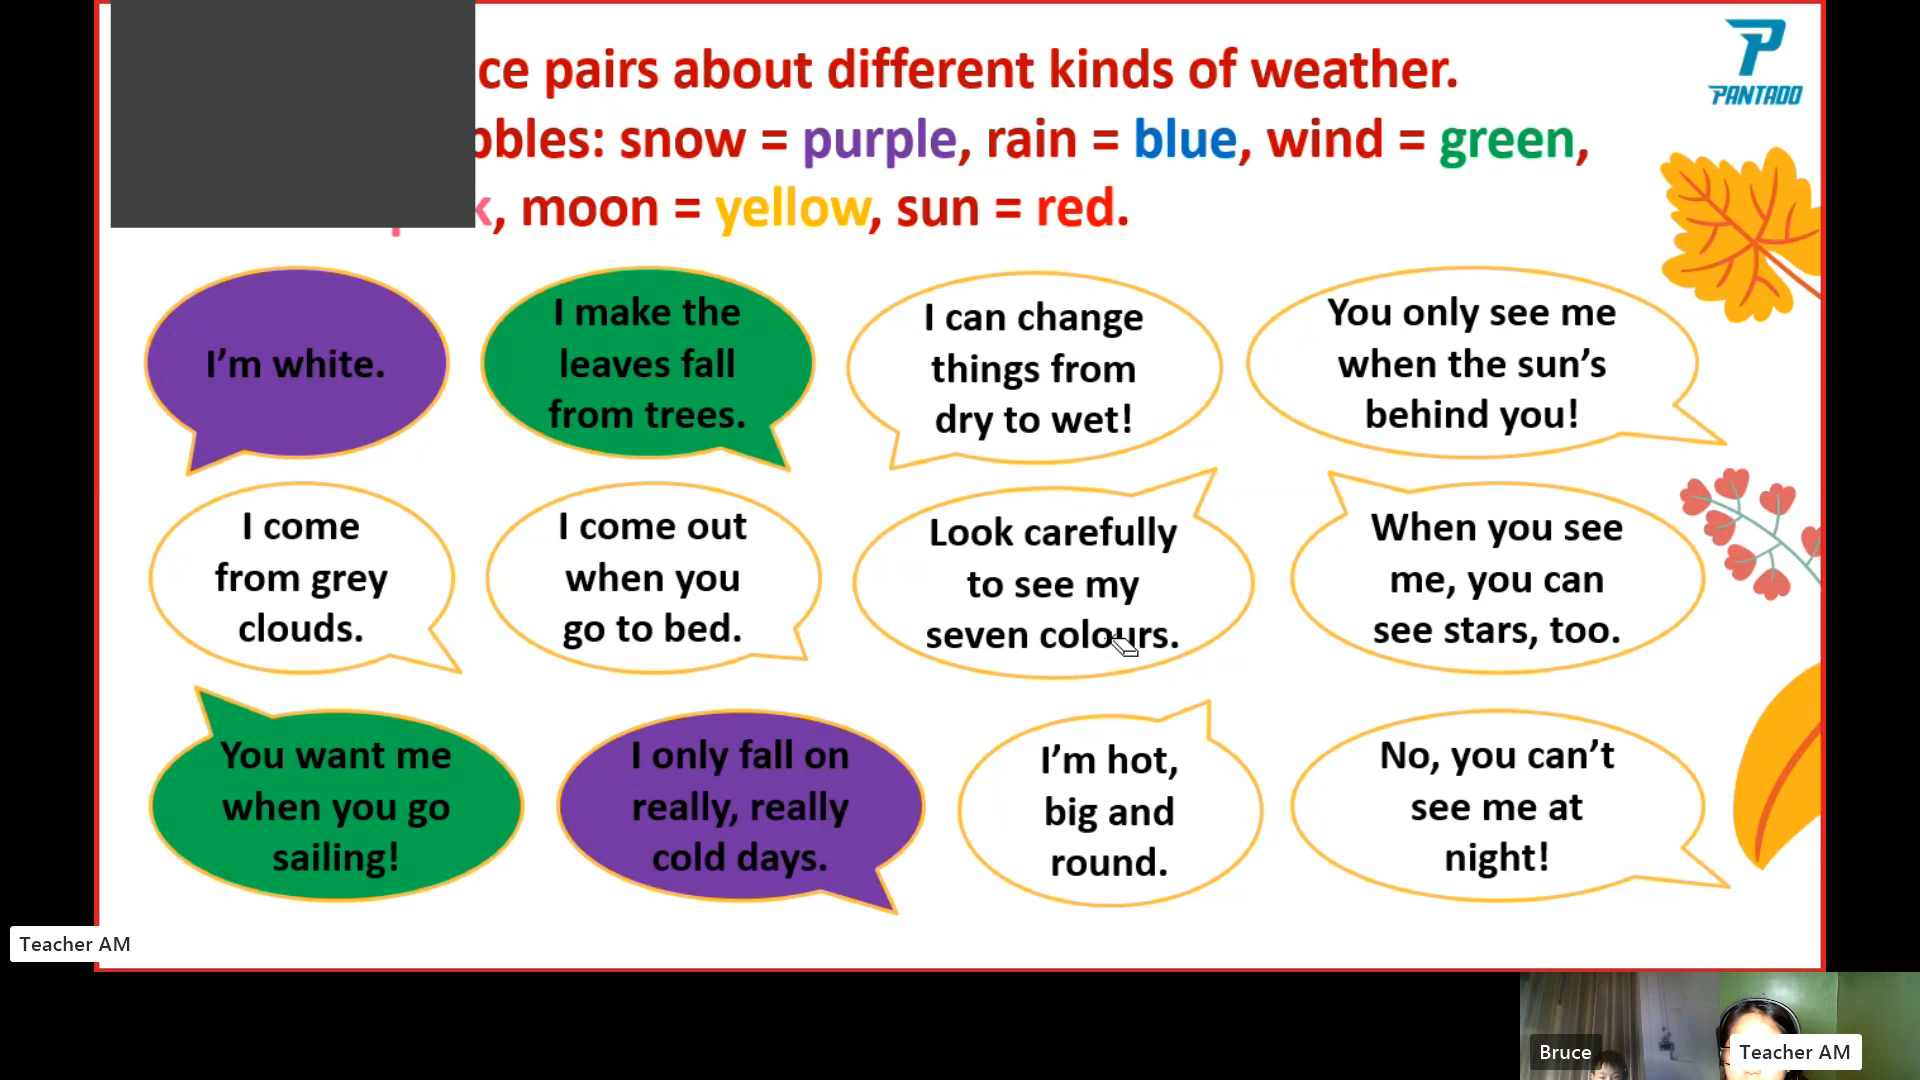 ce pairs about different kinds of weather.
bbles: snow = purple, rain = blue, wind = green,
, moon = yellow, sun = red.
PANTADO
I'm white.
I make the
leaves fall
from trees.
I can change
things from
dry to wet!
You only see me
when the sun's
behind you!
I come
from grey
clouds.
I come out
when you
go to bed.
Look carefully
to see my
seven colours.
When you see
me, you can
see stars, too.
You want me
when you go
sailing!
I only fall on
really, really
cold days.
I'm hot,
big and
round.
No, you can't
see me at
night!
Teacher AM
Bruce
Teacher AM